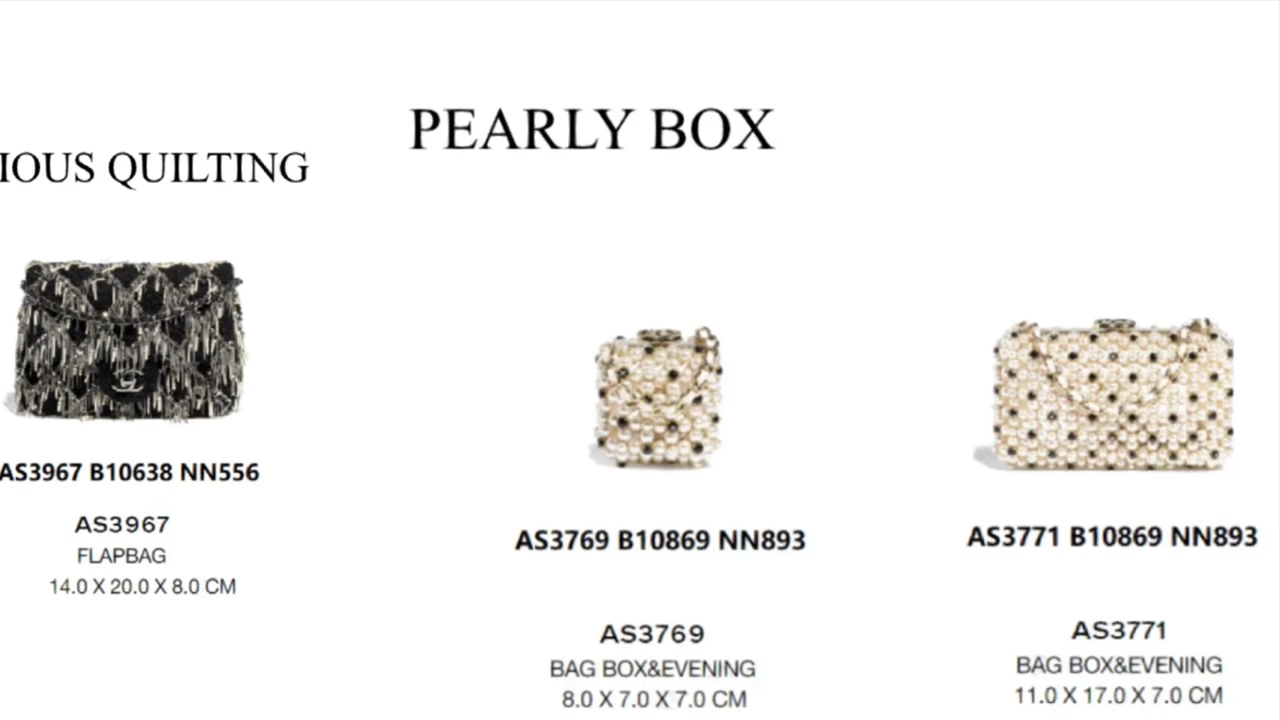 PEARLY BOX
IOUS QUILTING
AS3967 B10638 NN556
AS3967
FLAPBAG
14.0 X 20.0 X 8.0 CM
AS3769 B10869 NN893
AS3769
BAG BOX&EVENING
8.0 X 7.0 X 7.0 CM
AS3771 B10869 NN893
AS3771
BAG BOX&EVENING
11.0 X 17.0 X 7.0 CM